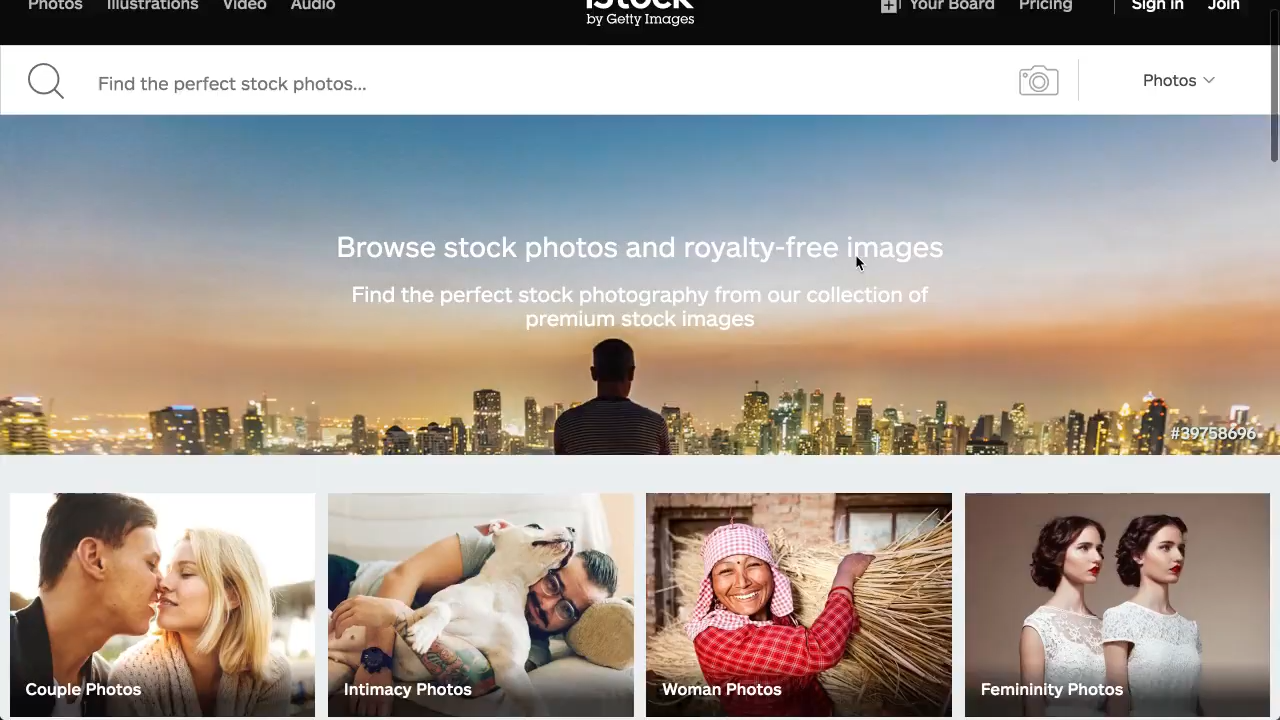 Photos Illustrations Video Audio
iStock
by Getty Images
Your Board Pricing Sign in Join
Find the perfect stock photos...
Photos
Browse stock photos and royalty-free images
Find the perfect stock photography from our collection of
premium stock images
#39758696
Couple Photos
Intimacy Photos
Woman Photos
Femininity Photos